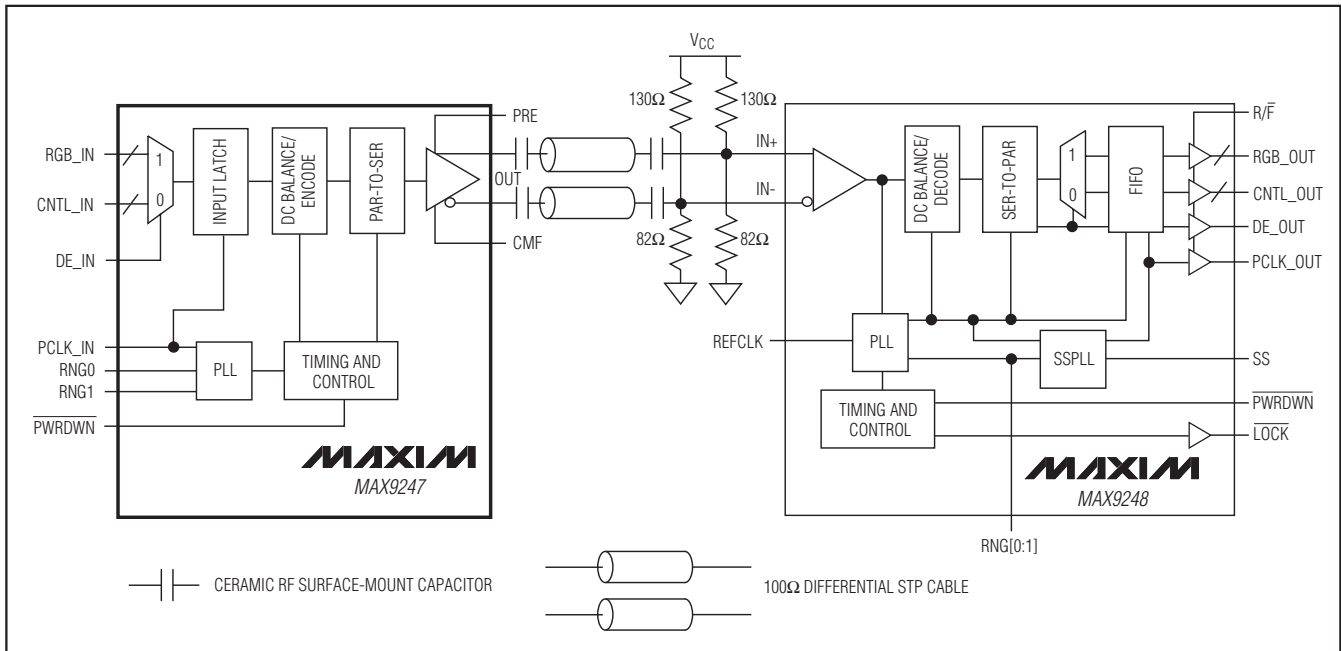 VCC
130Ω
130Ω
82Ω
82Ω
RGB_IN
CNTL_IN
DE_IN
PCLK_IN
RNG0
RNG1
PWRDWN
1
0
INPUT LATCH
DC BALANCE/
ENCODE
PAR-TO-SER
PRE
OUT
CMF
PLL
TIMING AND
CONTROL
MAXIM
MAX9247
IN+
IN-
DC BALANCE/
DECODE
SER-TO-PAR
1
0
FIFO
R/F
RGB_OUT
CNTL_OUT
DE_OUT
PCLK_OUT
REFCLK
PLL
SSPLL
SS
TIMING AND
CONTROL
PWRDWN
LOCK
MAXIM
MAX9248
RNG[0:1]
CERAMIC RF SURFACE-MOUNT CAPACITOR
100Ω DIFFERENTIAL STP CABLE